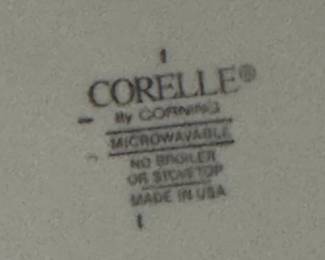 CORELLE®
By CORNING
MICROWAVABLE
NO BROILER
OR STOVETOP
MADE IN USA